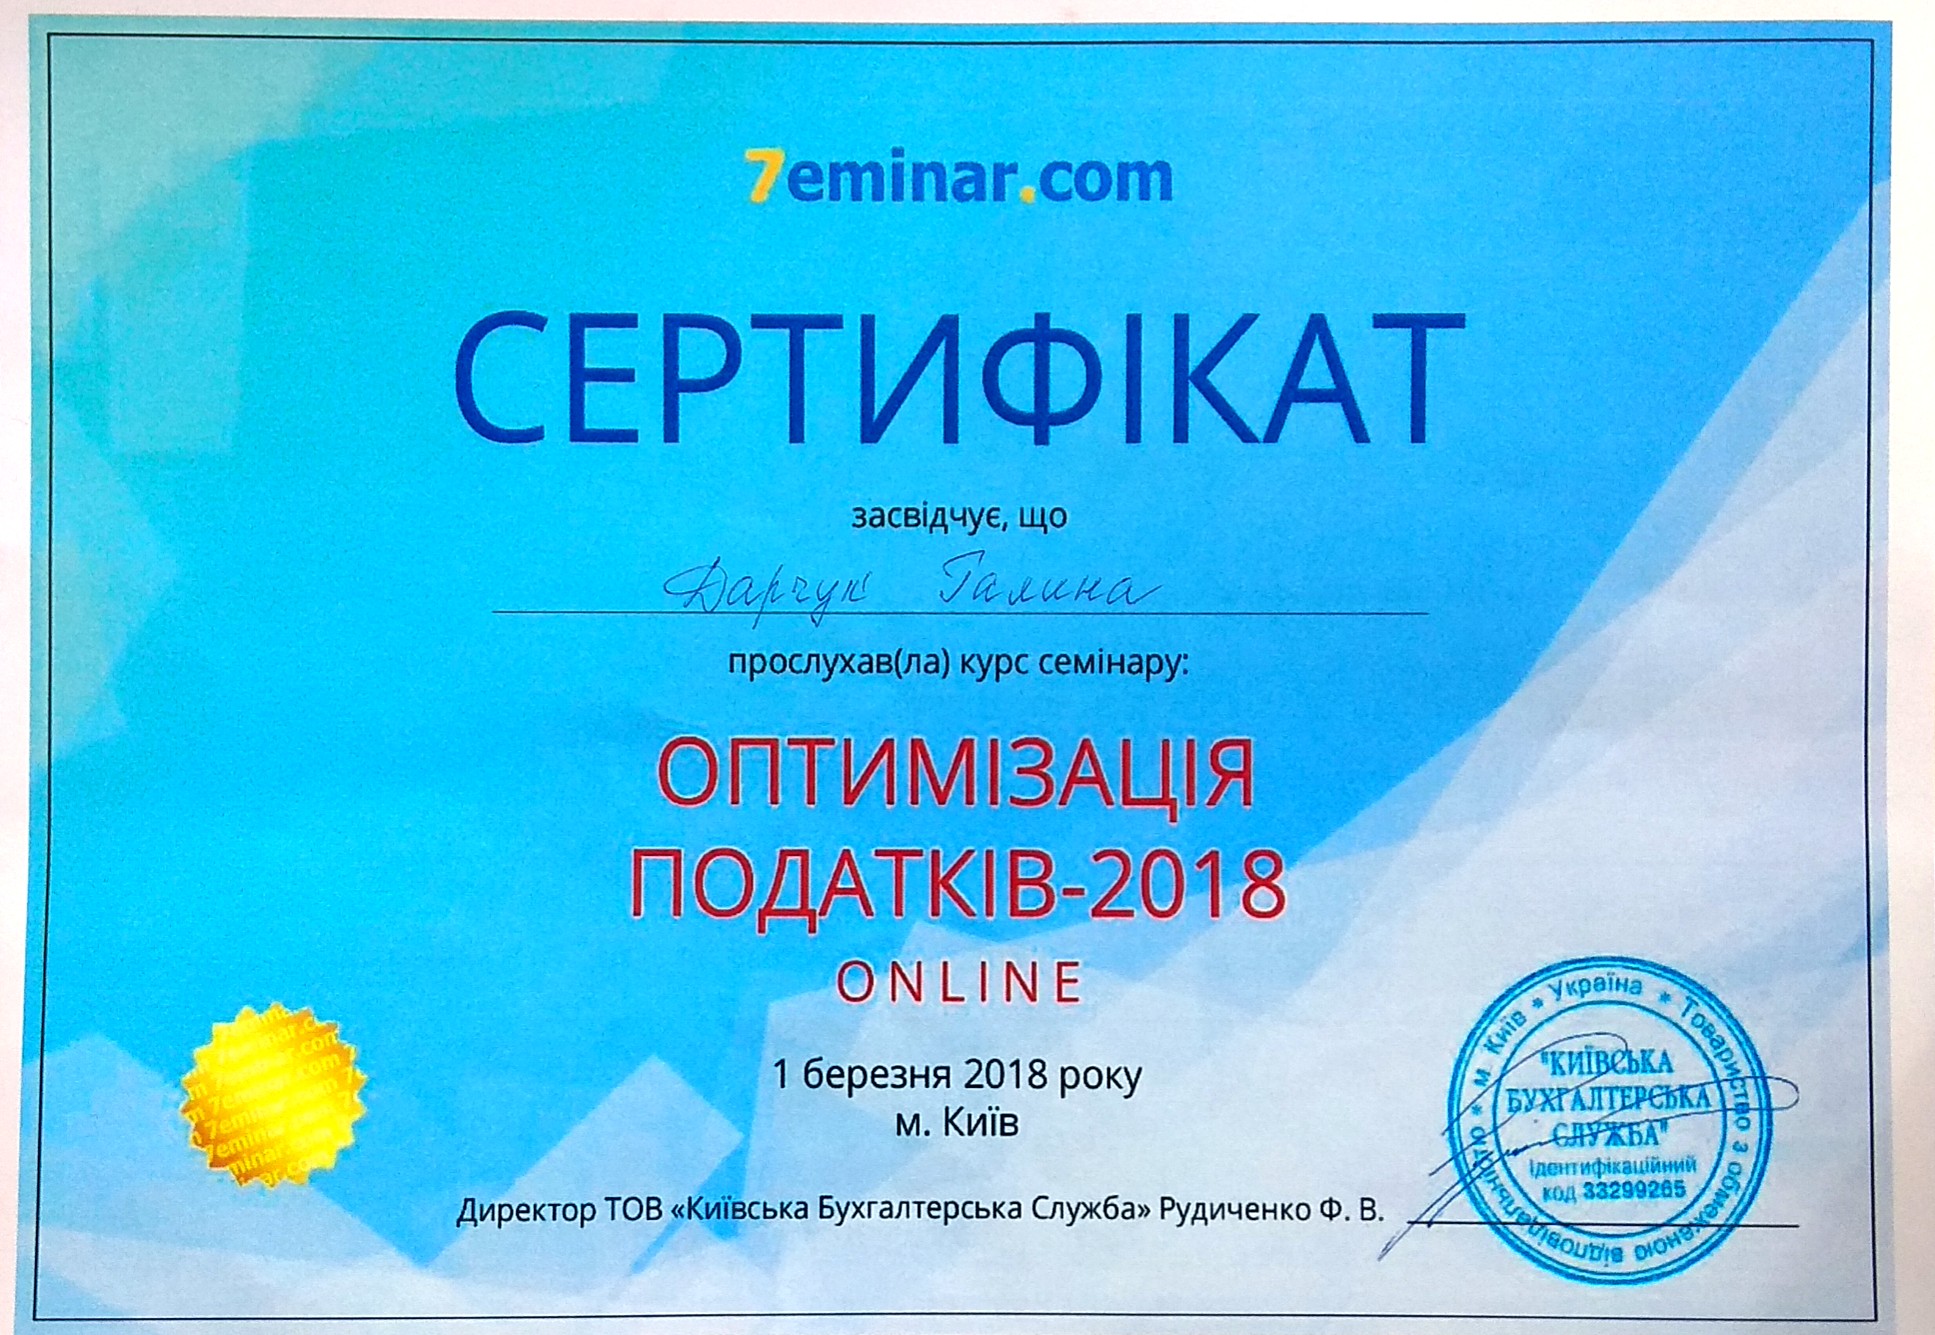 7eminar.com
СЕРТИФІКАТ
засвідчує, що
Дарчук Галина
прослухав(ла) курс семінару:
ОПТИМІЗАЦІЯ
ПОДАТКІВ-2018
ONLINE
1 березня 2018 року
м. Київ
Директор ТОВ «Київська Бухгалтерська Служба» Рудиченко Ф. В.
* Україна * Товариство з обмеженою відповідальністю * м. Київ
"КИЇВСЬКА
БУХГАЛТЕРСЬКА
СЛУЖБА"
Ідентифікаційний
код 33299265
7eminar.com
7eminar.com
7eminar.com